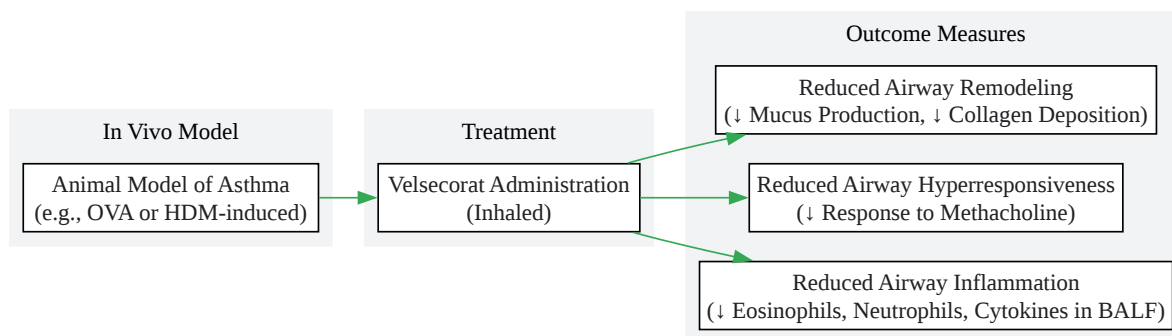 In Vivo Model
Animal Model of Asthma
(e.g., OVA or HDM-induced)
Treatment
Velsecorat Administration
(Inhaled)
Outcome Measures
Reduced Airway Remodeling
(↓ Mucus Production, ↓ Collagen Deposition)
Reduced Airway Hyperresponsiveness
(↓ Response to Methacholine)
Reduced Airway Inflammation
(↓ Eosinophils, Neutrophils, Cytokines in BALF)